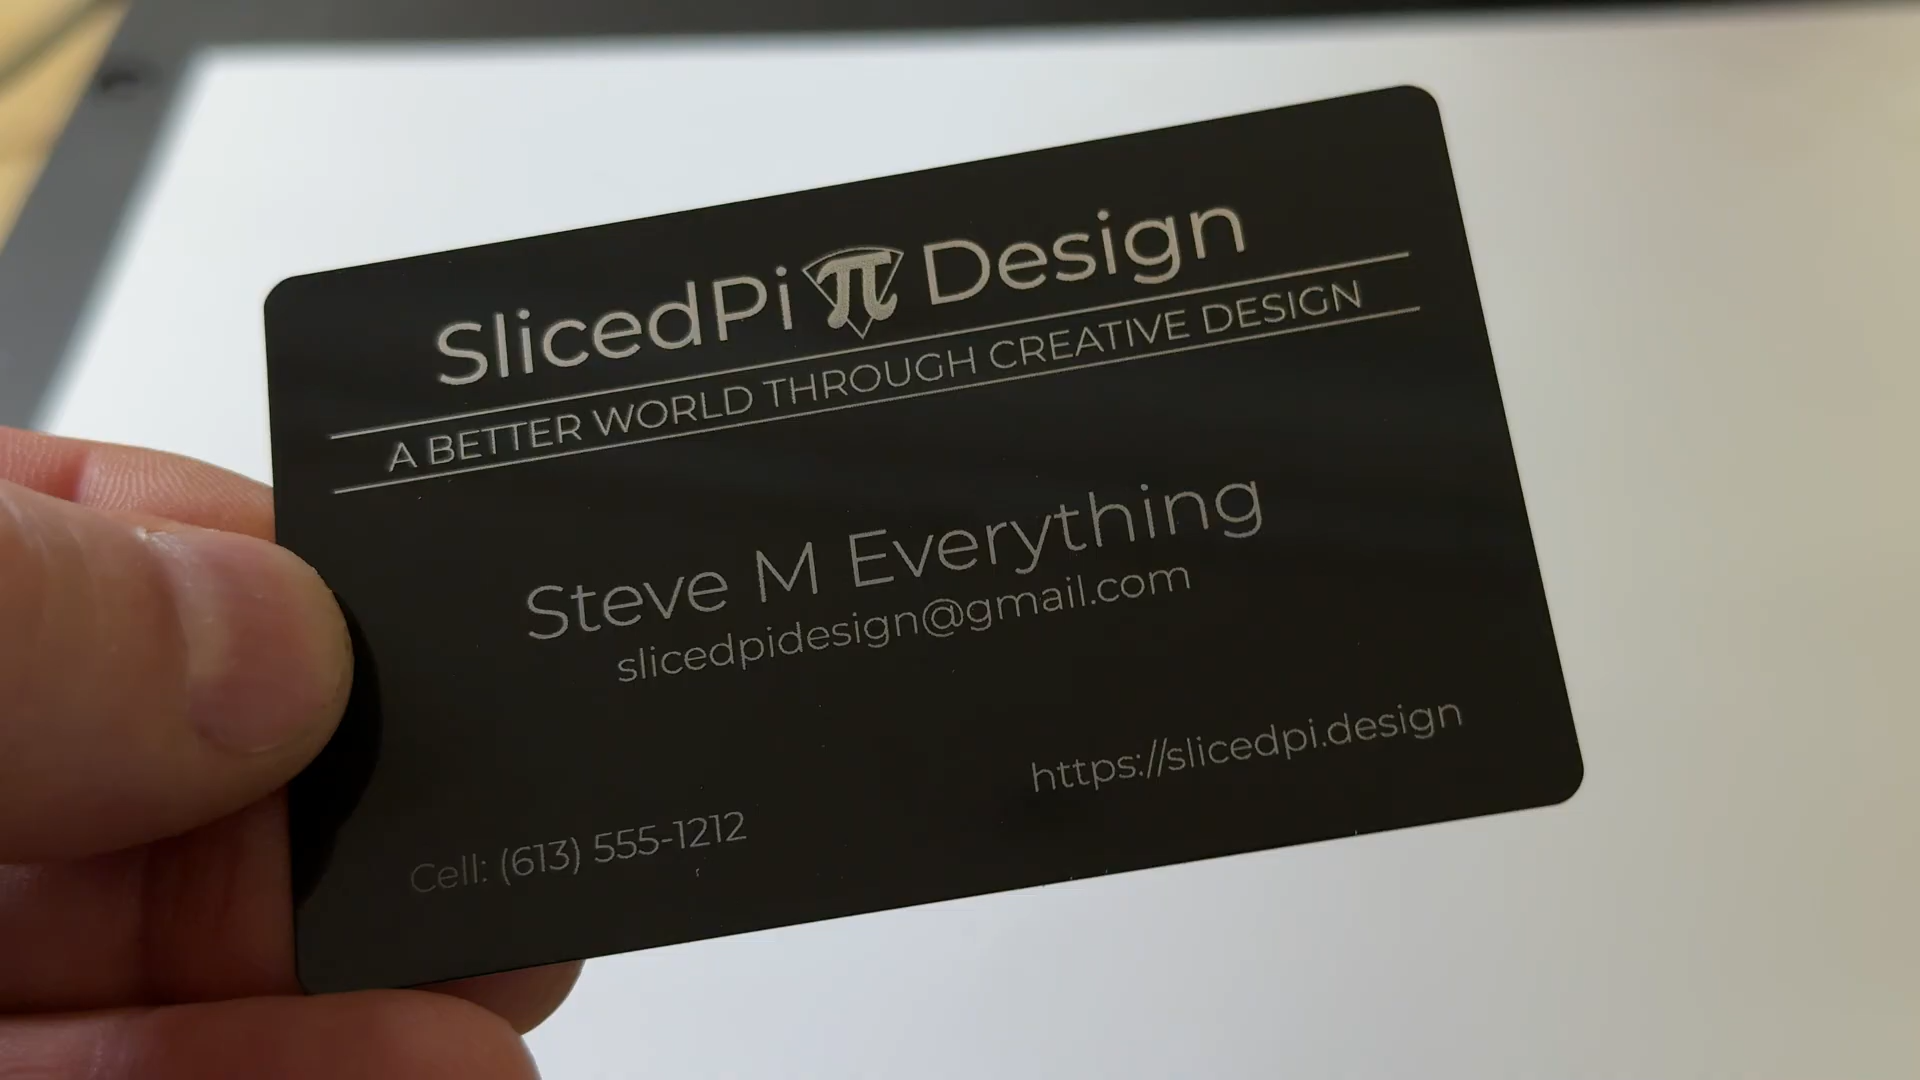 SlicedPi π Design
A BETTER WORLD THROUGH CREATIVE DESIGN
Steve M Everything
slicedpidesign@gmail.com
https://slicedpi.design
Cell: (613) 555-1212